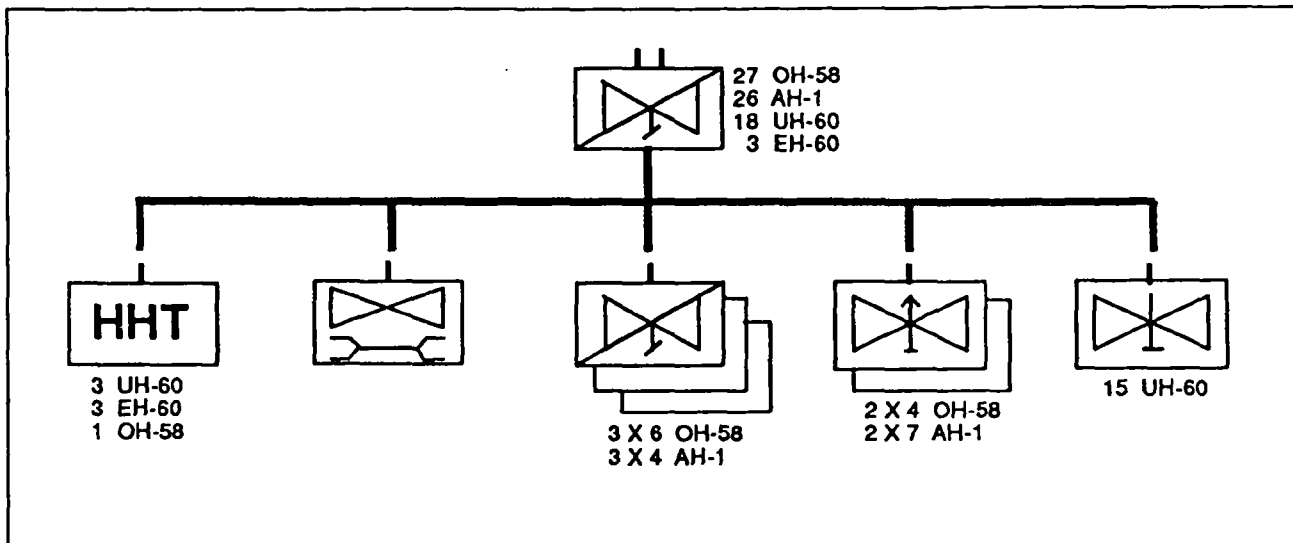 27 OH-58
26 AH-1
18 UH-60
3 EH-60
HHT
3 UH-60
3 EH-60
1 OH-58
3 X 6 OH-58
3 X 4 AH-1
2 X 4 OH-58
2 X 7 AH-1
15 UH-60